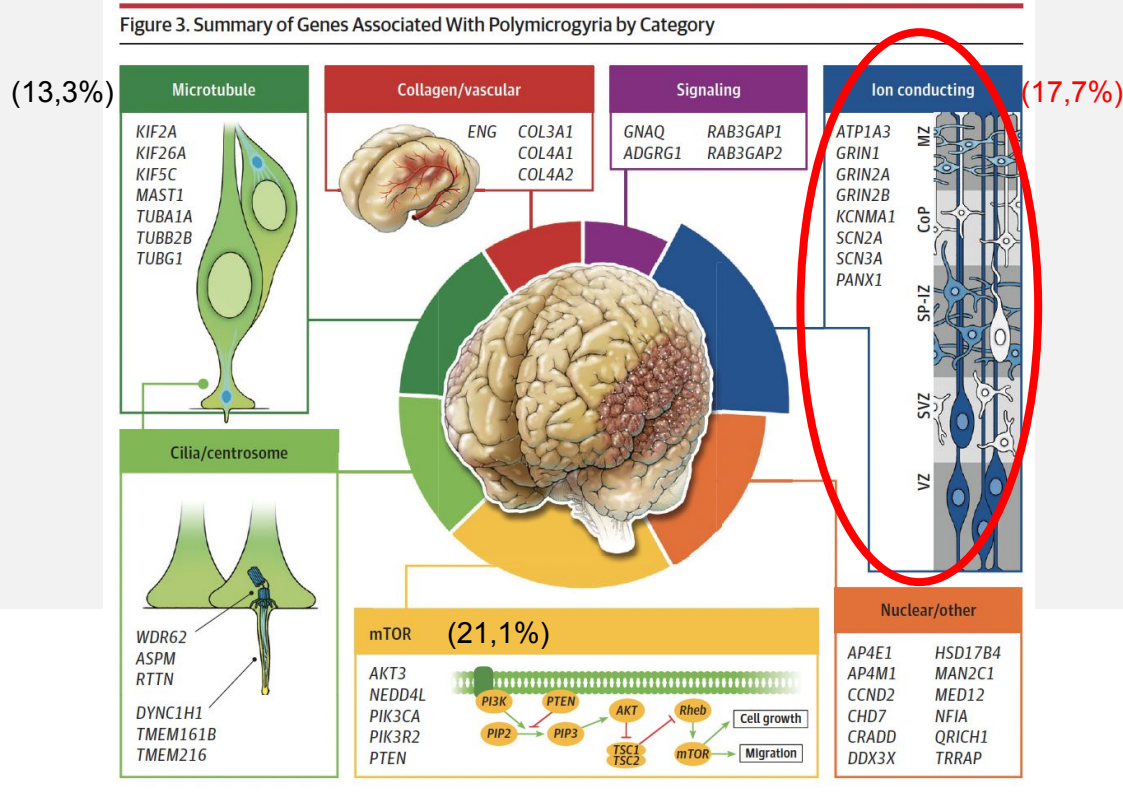 Figure 3. Summary of Genes Associated With Polymicrogyria by Category
(13,3%)
Microtubule
KIF2A
KIF26A
KIF5C
MAST1
TUBA1A
TUBB2B
TUBG1
Collagen/vascular
ENG COL3A1
COL4A1
COL4A2
Signaling
GNAQ RAB3GAP1
ADGRG1 RAB3GAP2
Ion conducting
(17,7%)
ATP1A3
GRIN1
GRIN2A
GRIN2B
KCNMA1
SCN2A
SCN3A
PANX1
MZ
CoP
SP-IZ
SVZ
VZ
Cilia/centrosome
WDR62
ASPM
RTTN
DYNC1H1
TMEM161B
TMEM216
mTOR (21,1%)
AKT3
NEDD4L
PIK3CA
PIK3R2
PTEN
PI3K PTEN AKT Rheb
PIP2 PIP3 TSC1 mTOR
TSC2
Cell growth
Migration
Nuclear/other
AP4E1 HSD17B4
AP4M1 MAN2C1
CCND2 MED12
CHD7 NFIA
CRADD QRICH1
DDX3X TRRAP